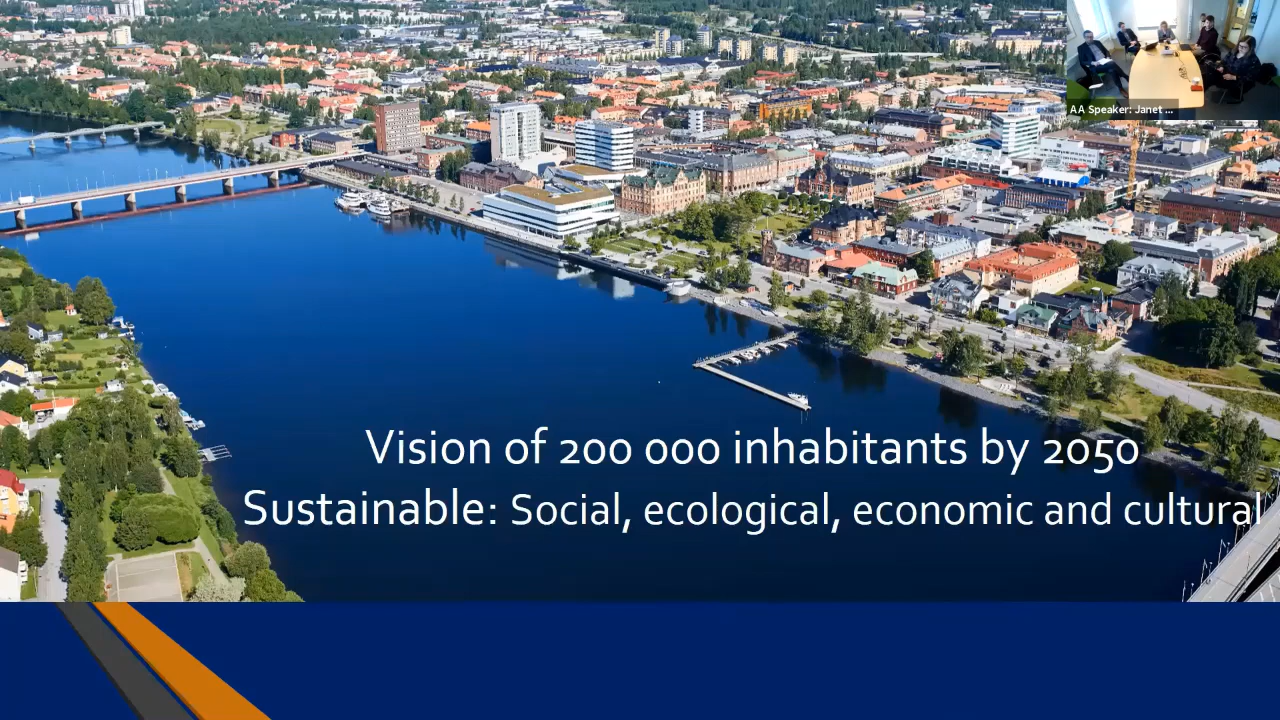 AA Speaker: Janet ...
Vision of 200 000 inhabitants by 2050
Sustainable: Social, ecological, economic and cultural